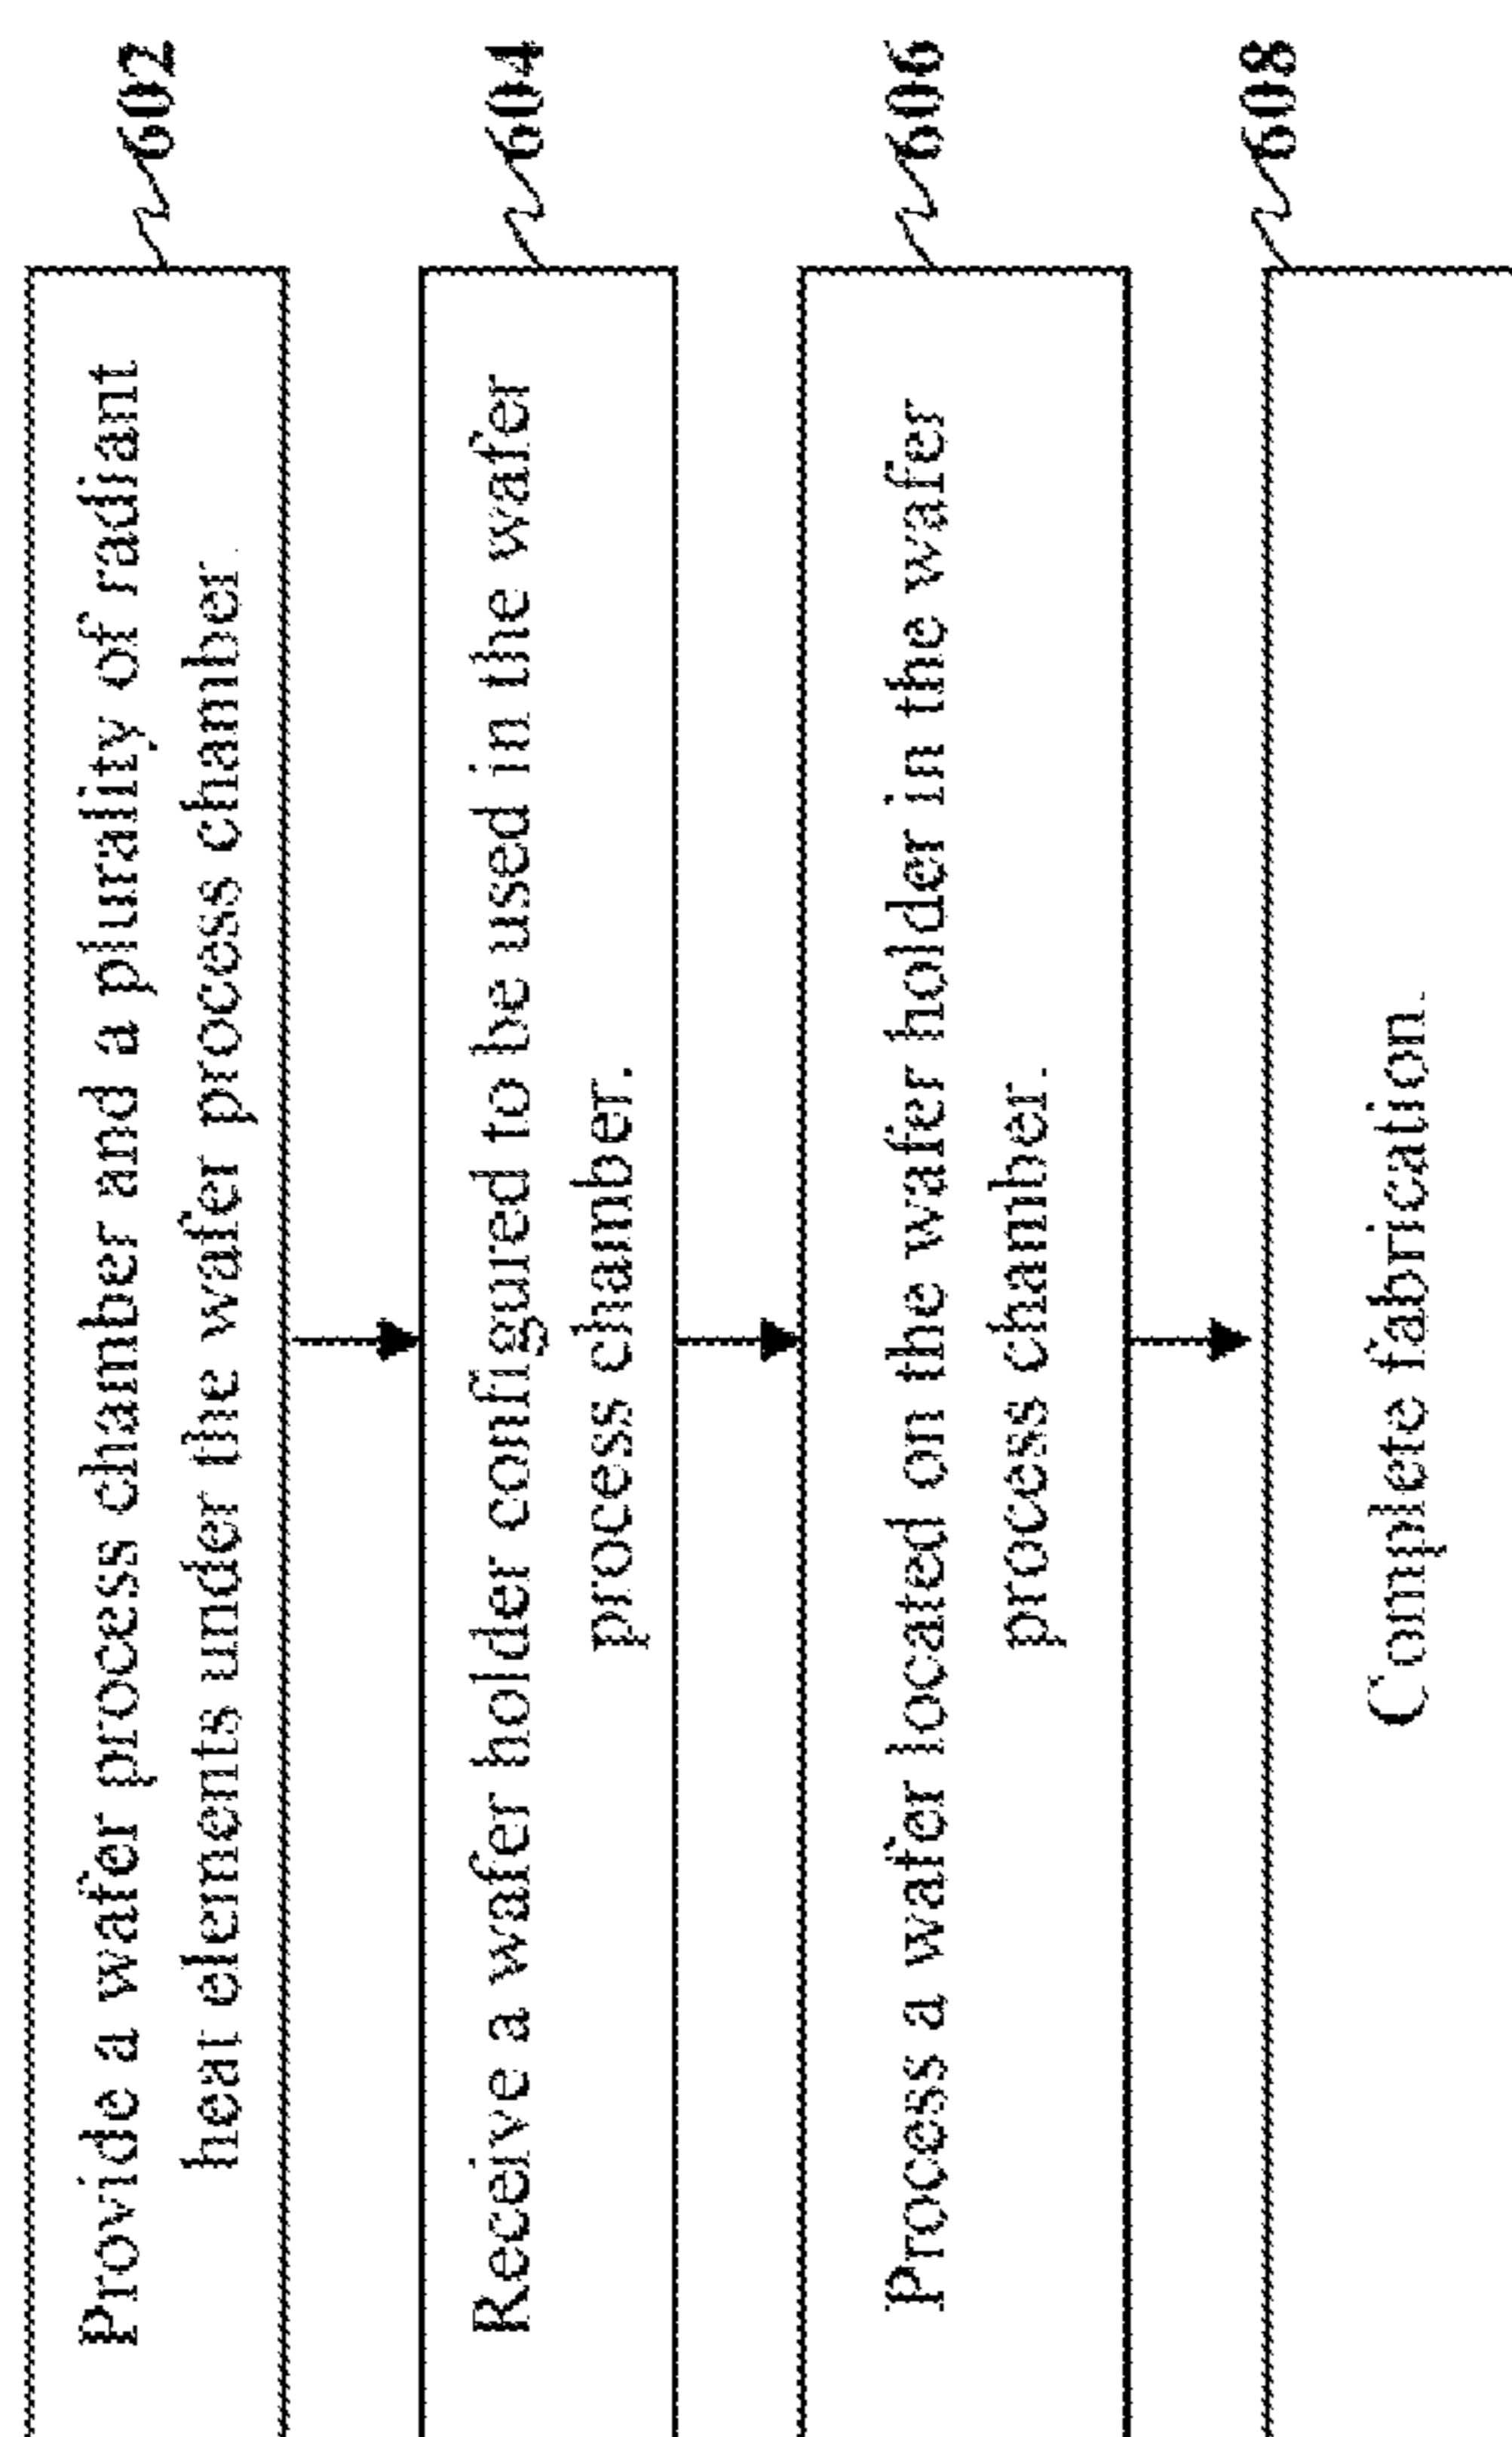 Provide a wafer process chamber and a plurality of radiant
heat elements under the wafer process chamber.
602
Receive a wafer holder configured to be used in the wafer
process chamber.
604
Process a wafer located on the wafer holder in the wafer
process chamber.
606
Complete fabrication.
608